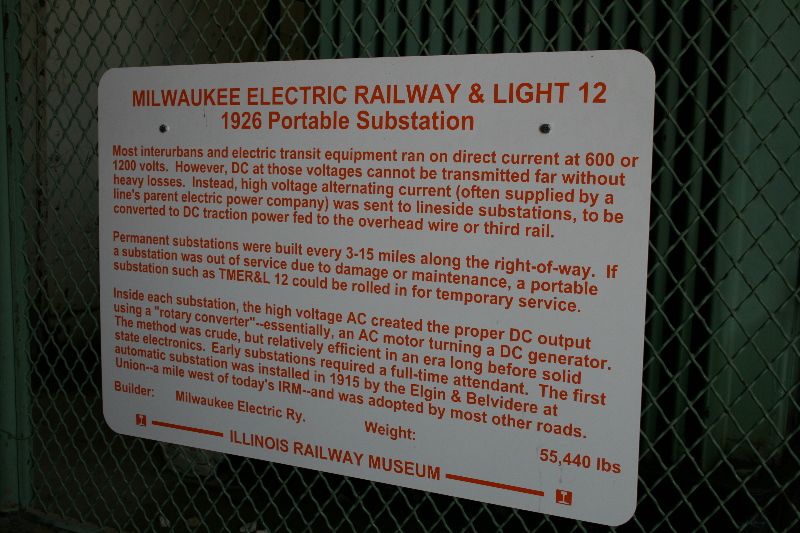 MILWAUKEE ELECTRIC RAILWAY & LIGHT 12
1926 Portable Substation
Most interurbans and electric transit equipment ran on direct current at 600 or
1200 volts. However, DC at those voltages cannot be transmitted far without
heavy losses. Instead, high voltage alternating current (often supplied by a
line's parent electric power company) was sent to lineside substations, to be
converted to DC traction power fed to the overhead wire or third rail.
Permanent substations were built every 3-15 miles along the right-of-way. If
a substation was out of service due to damage or maintenance, a portable
substation such as TMER&L 12 could be rolled in for temporary service.
Inside each substation, the high voltage AC created the proper DC output
using a "rotary converter"--essentially, an AC motor turning a DC generator.
The method was crude, but relatively efficient in an era long before solid
state electronics. Early substations required a full-time attendant. The first
automatic substation was installed in 1915 by the Elgin & Belvidere at
Union--a mile west of today's IRM--and was adopted by most other roads.
Builder: Milwaukee Electric Ry. Weight: 55,440 lbs
ILLINOIS RAILWAY MUSEUM